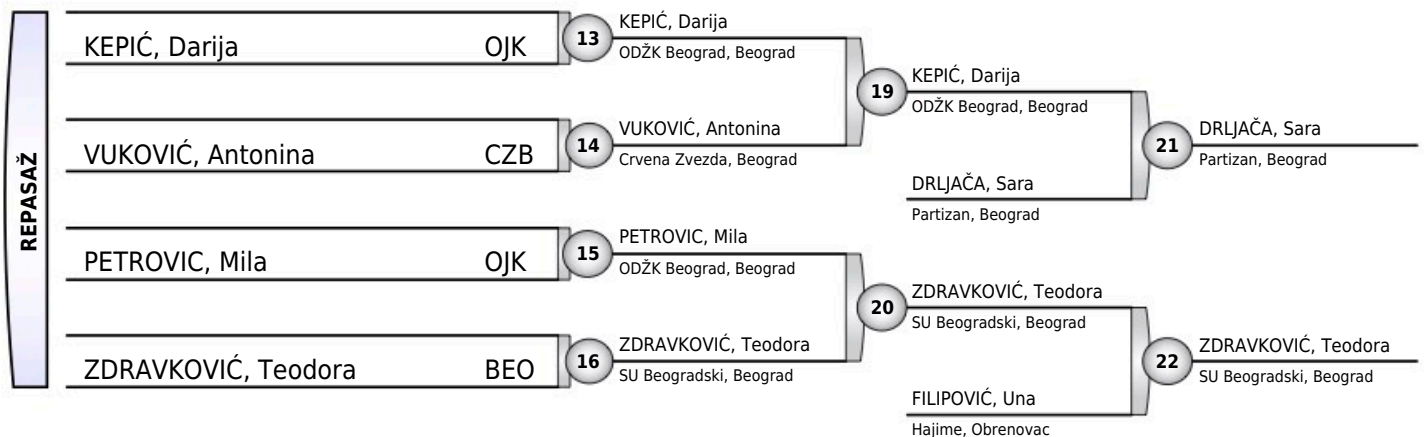 REPASAŽ
KEPIĆ, Darija OJK
13
KEPIĆ, Darija
ODŽK Beograd, Beograd
VUKOVIĆ, Antonina CZB
14
VUKOVIĆ, Antonina
Crvena Zvezda, Beograd
19
KEPIĆ, Darija
ODŽK Beograd, Beograd
DRLJAČA, Sara
Partizan, Beograd
21
DRLJAČA, Sara
Partizan, Beograd
PETROVIC, Mila OJK
15
PETROVIC, Mila
ODŽK Beograd, Beograd
ZDRAVKOVIĆ, Teodora BEO
16
ZDRAVKOVIĆ, Teodora
SU Beogradski, Beograd
20
ZDRAVKOVIĆ, Teodora
SU Beogradski, Beograd
FILIPOVIĆ, Una
Hajime, Obrenovac
22
ZDRAVKOVIĆ, Teodora
SU Beogradski, Beograd